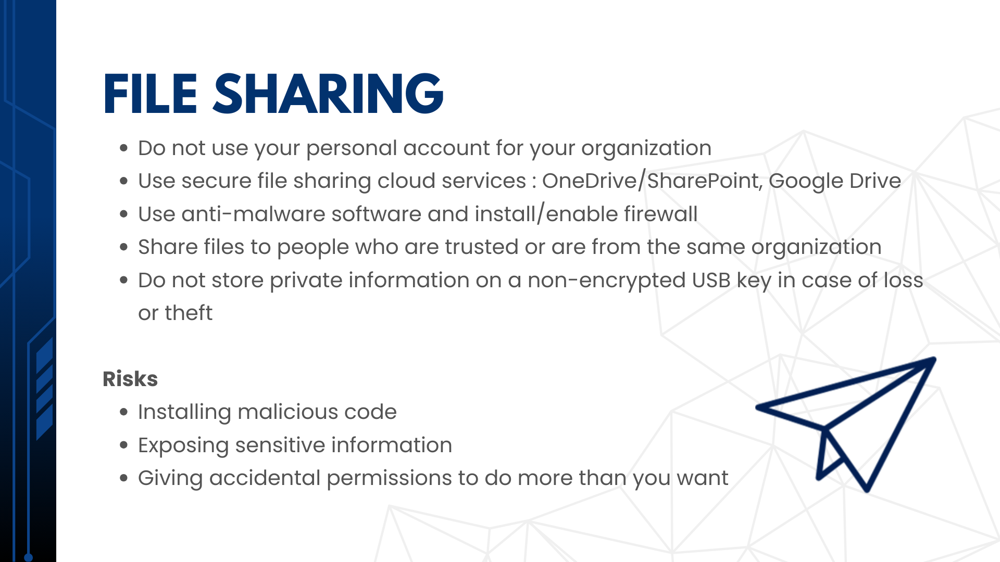 FILE SHARING
• Do not use your personal account for your organization
• Use secure file sharing cloud services : OneDrive/SharePoint, Google Drive
• Use anti-malware software and install/enable firewall
• Share files to people who are trusted or are from the same organization
• Do not store private information on a non-encrypted USB key in case of loss
or theft
Risks
• Installing malicious code
• Exposing sensitive information
• Giving accidental permissions to do more than you want